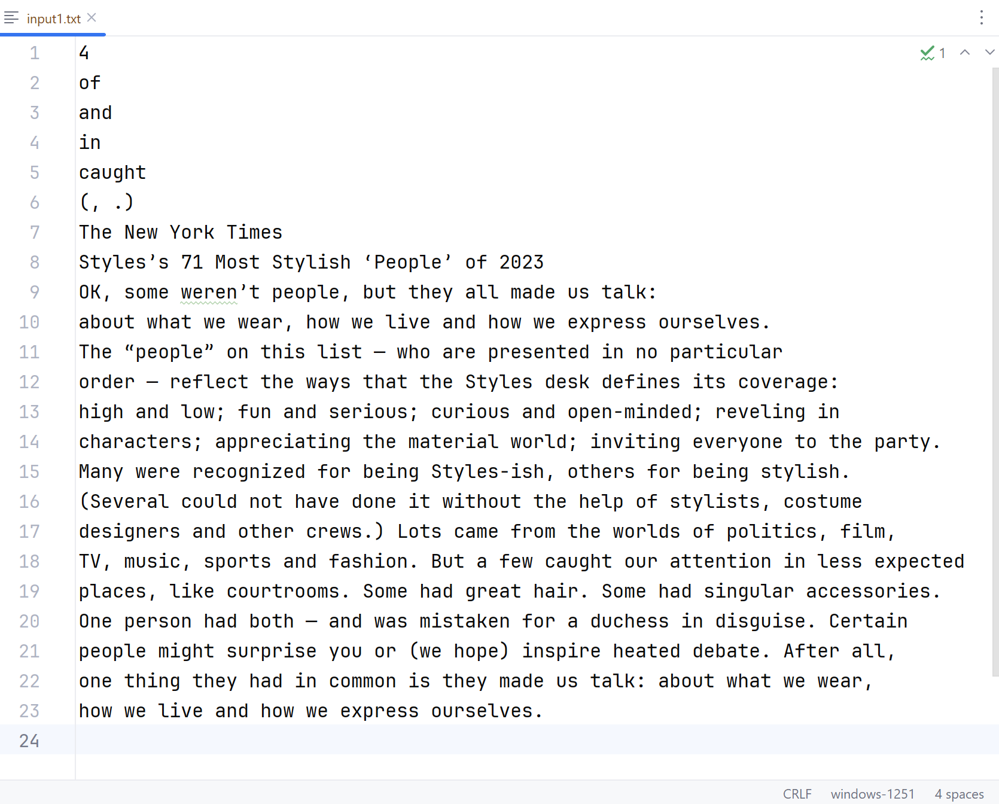 input1.txt
1
1 4
2 of
3 and
4 in
5 caught
6 (, .)
7 The New York Times
8 Styles’s 71 Most Stylish ‘People’ of 2023
9 OK, some weren’t people, but they all made us talk:
10 about what we wear, how we live and how we express ourselves.
11 The “people” on this list — who are presented in no particular
12 order — reflect the ways that the Styles desk defines its coverage:
13 high and low; fun and serious; curious and open-minded; reveling in
14 characters; appreciating the material world; inviting everyone to the party.
15 Many were recognized for being Styles-ish, others for being stylish.
16 (Several could not have done it without the help of stylists, costume
17 designers and other crews.) Lots came from the worlds of politics, film,
18 TV, music, sports and fashion. But a few caught our attention in less expected
19 places, like courtrooms. Some had great hair. Some had singular accessories.
20 One person had both — and was mistaken for a duchess in disguise. Certain
21 people might surprise you or (we hope) inspire heated debate. After all,
22 one thing they had in common is they made us talk: about what we wear,
23 how we live and how we express ourselves.
24
CRLF windows-1251 4 spaces